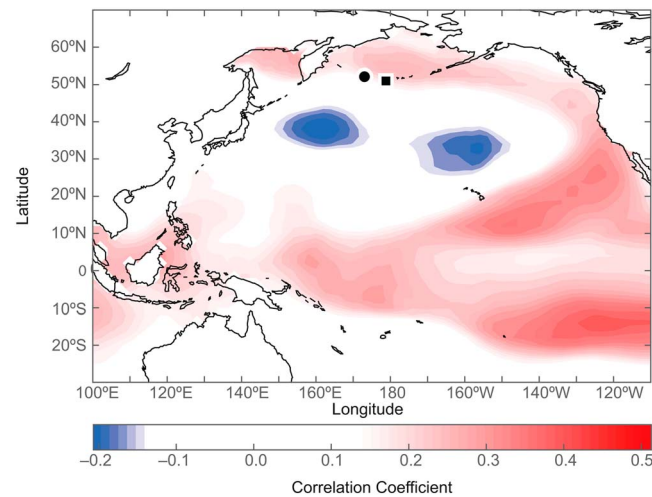 60ºN
50ºN
40ºN
30ºN
20ºN
10ºN
0
10ºS
20ºS
Latitude
100ºE 120ºE 140ºE 160ºE 180 160ºW 140ºW 120ºW
Longitude
–0.2 –0.1 0.0 0.1 0.2 0.3 0.4 0.5
Correlation Coefficient